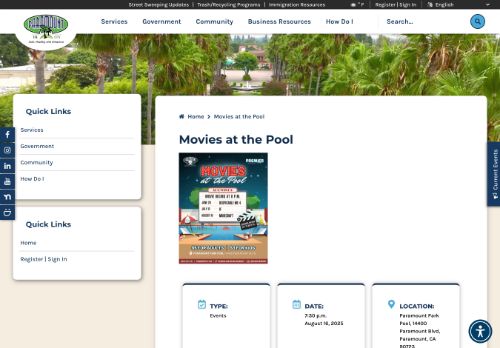 Street Sweeping Updates | Trash/Recycling Programs | Immigration Resources
° F | Register | Sign In
English
PARAMOUNT
Services
Government
Community
Business Resources
How Do I
Search...
Quick Links
Services
Government
Community
How Do I
Quick Links
Home
Register | Sign In
Home > Movies at the Pool
Movies at the Pool
MOVIES
at the POOL
TYPE:
Events
DATE:
7:30 p.m.
August 16, 2025
LOCATION:
Paramount Park
Pool, 14400
Paramount Blvd,
Paramount, CA
90723
Current Events